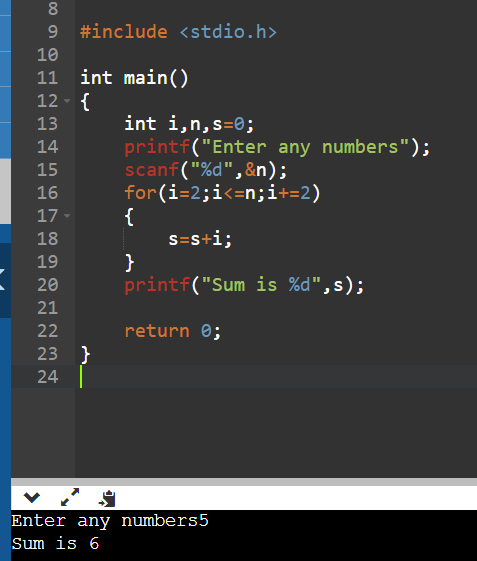 8
9 #include <stdio.h>
10
11 int main()
12 {
13     int i,n,s=0;
14     printf("Enter any numbers");
15     scanf("%d",&n);
16     for(i=2;i<=n;i+=2)
17     {
18         s=s+i;
19     }
20     printf("Sum is %d",s);
21
22     return 0;
23 }
24
Enter any numbers5
Sum is 6